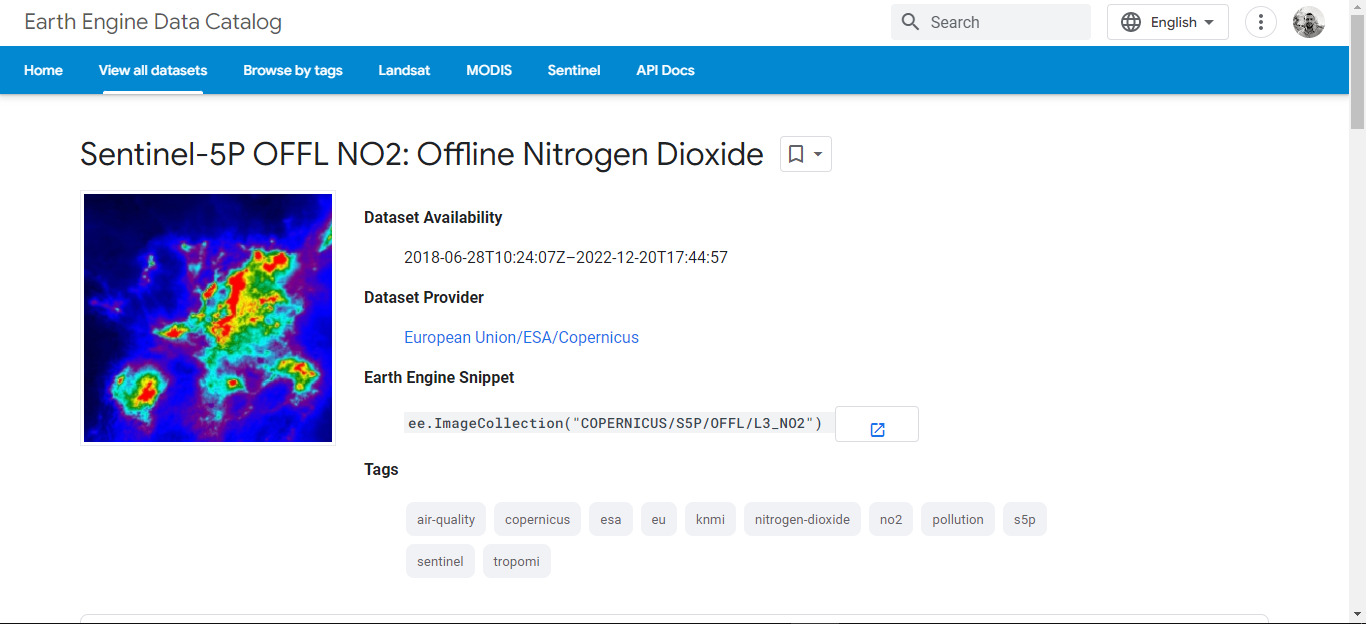 Earth Engine Data Catalog
Search
English
Home View all datasets Browse by tags Landsat MODIS Sentinel API Docs
Sentinel-5P OFFL NO2: Offline Nitrogen Dioxide
Dataset Availability
2018-06-28T10:24:07Z–2022-12-20T17:44:57
Dataset Provider
European Union/ESA/Copernicus
Earth Engine Snippet
ee.ImageCollection("COPERNICUS/S5P/OFFL/L3_NO2")
Tags
air-quality copernicus esa eu knmi nitrogen-dioxide no2 pollution s5p
sentinel tropomi